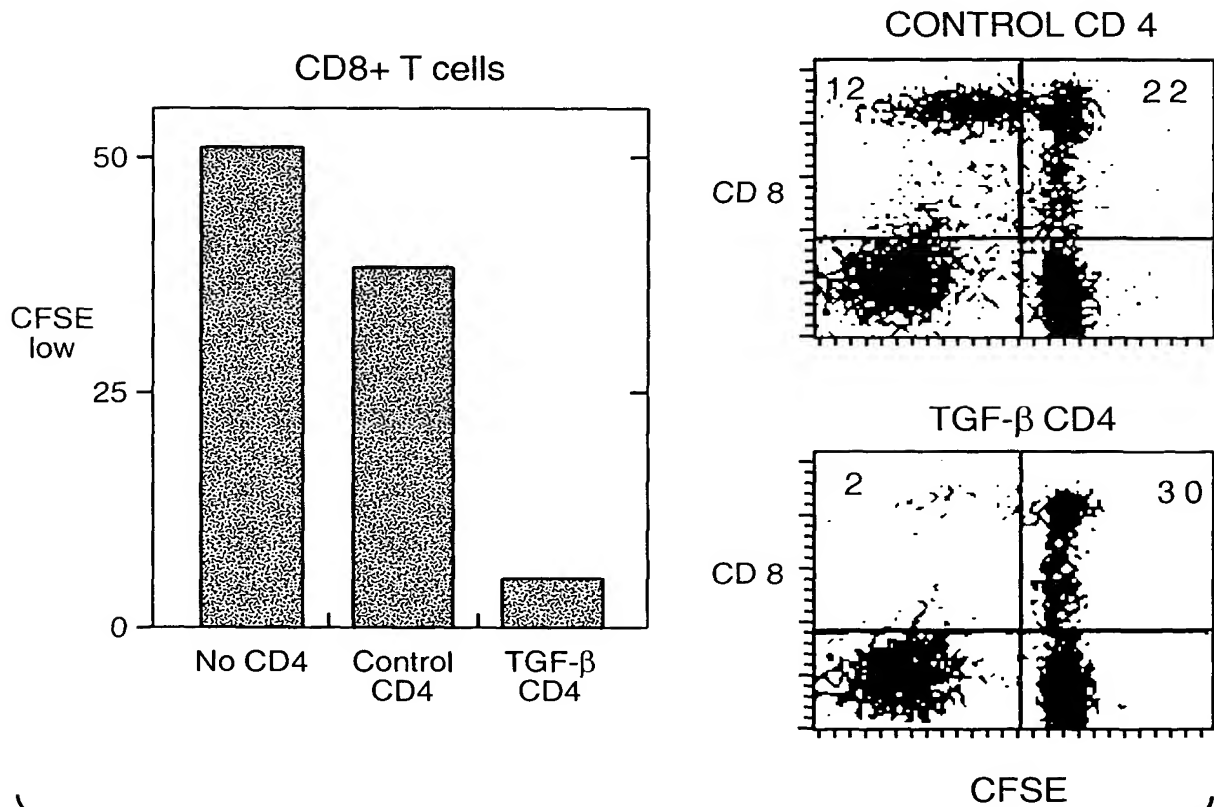 CD8+ T cells
50
25
0
CFSE
low
No CD4
Control
CD4
TGF-β
CD4
CONTROL CD 4
12
22
CD 8
TGF-β CD4
2
30
CD 8
CFSE